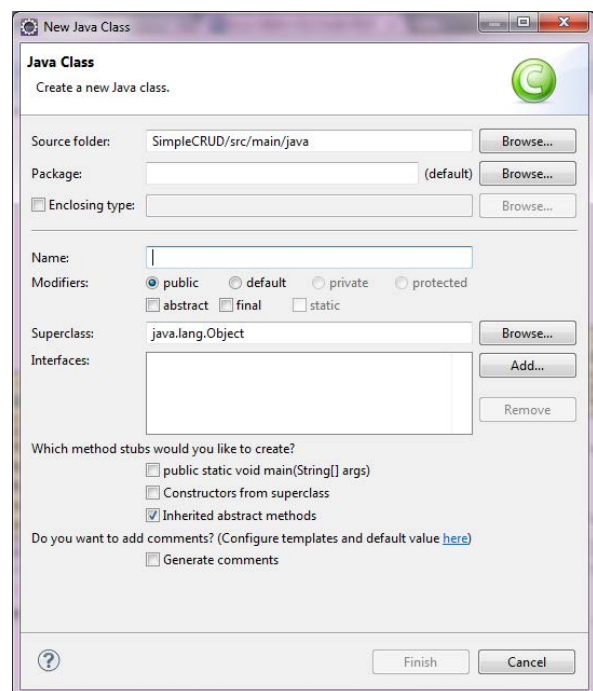 New Java Class
Java Class
Create a new Java class.
C
Source folder: SimpleCRUD/src/main/java Browse...
Package: (default) Browse...
Enclosing type: Browse...
Name:
Modifiers: public default private protected
abstract final static
Superclass: java.lang.Object Browse...
Interfaces: Add...
Remove
Which method stubs would you like to create?
public static void main(String[] args)
Constructors from superclass
Inherited abstract methods
Do you want to add comments? (Configure templates and default value here)
Generate comments
? Finish Cancel